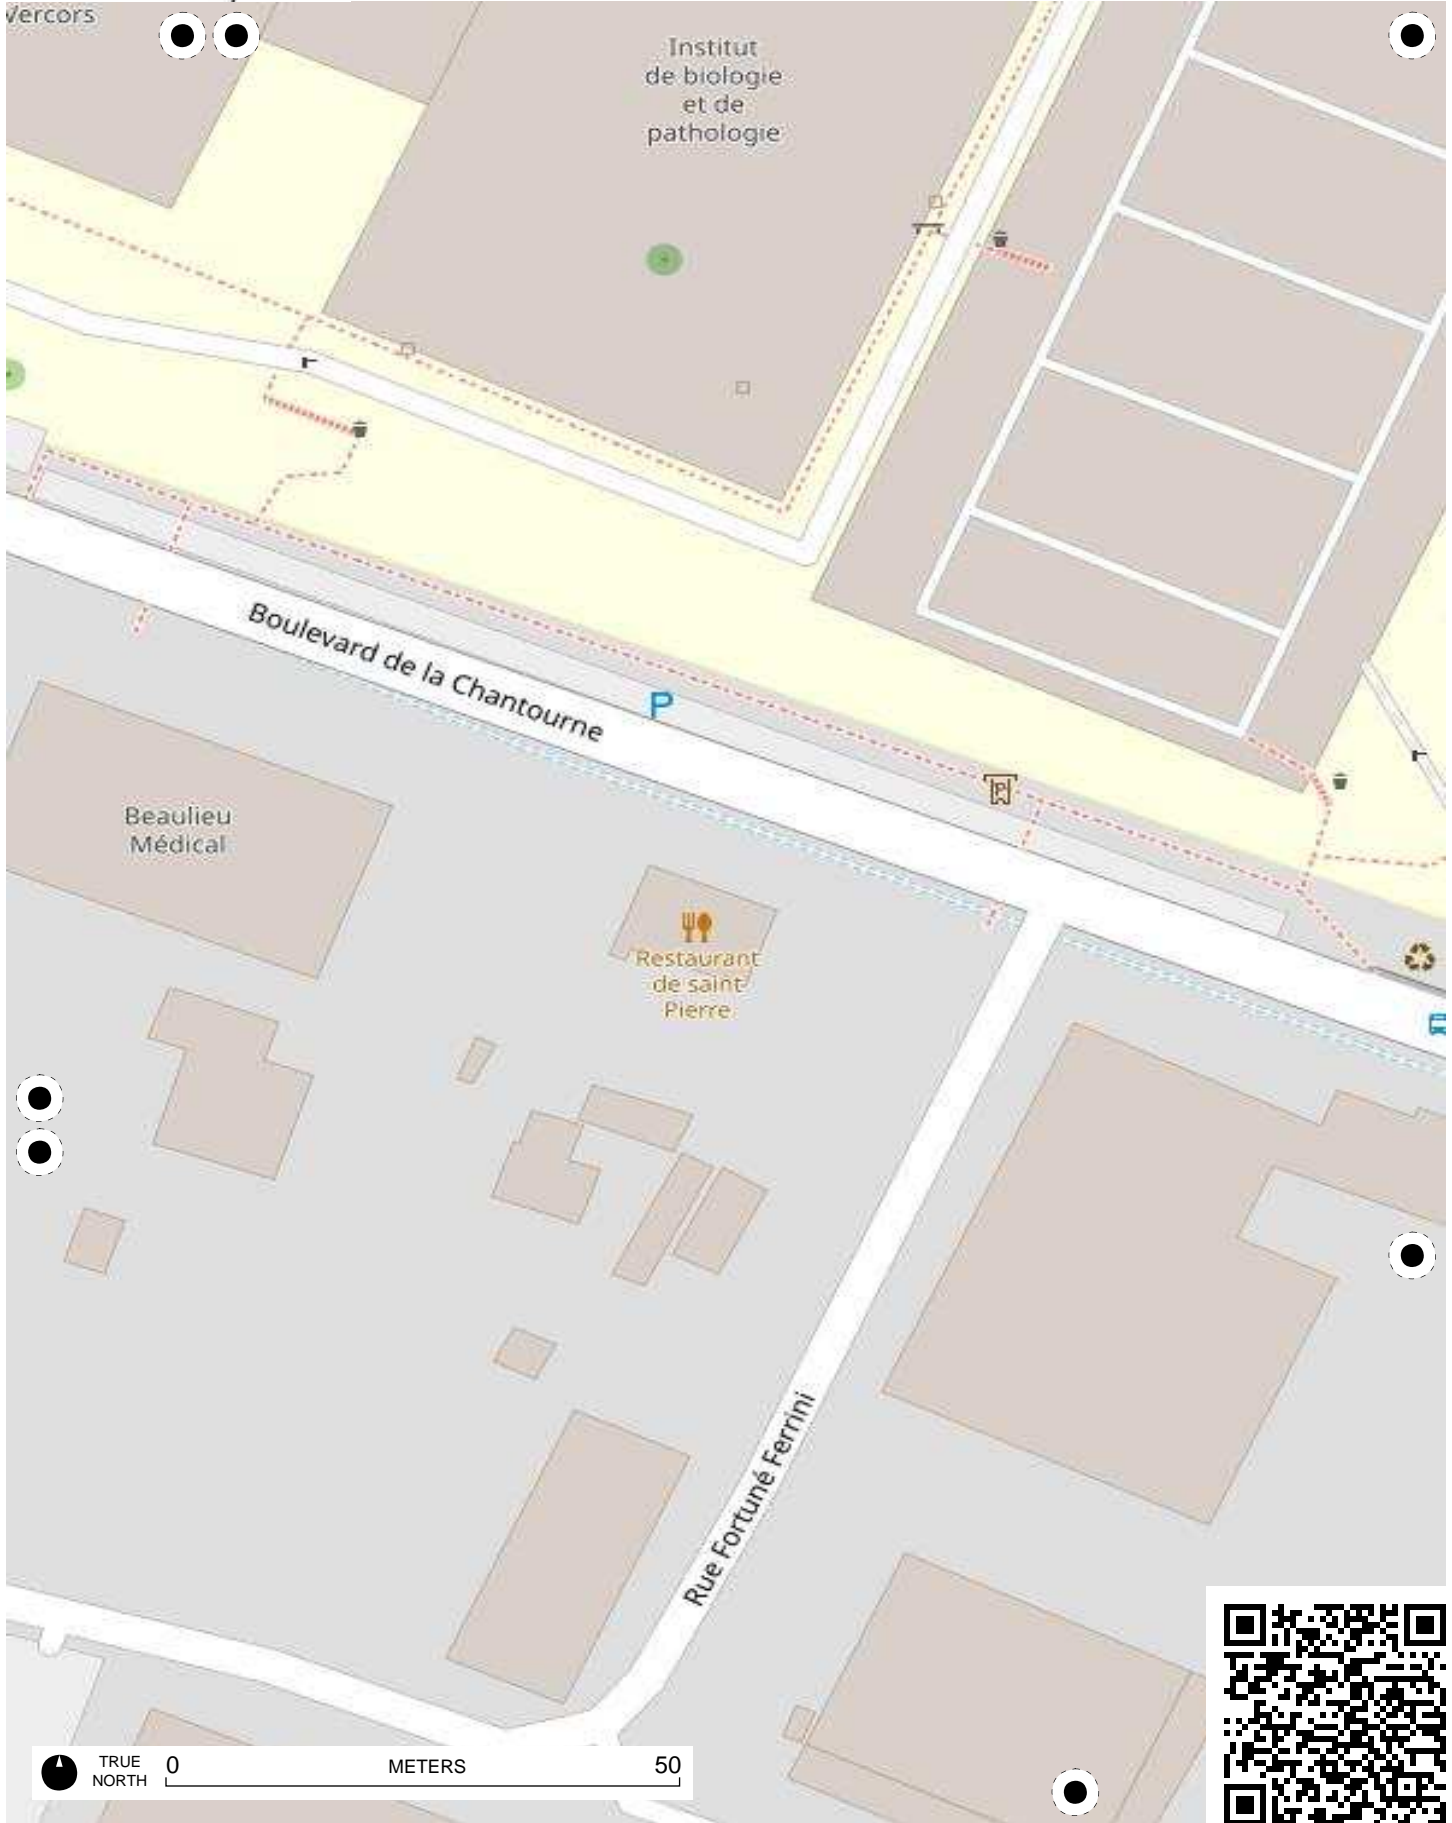 Vercors
Institut
de biologie
et de
pathologie
Boulevard de la Chantourne
P
P
Beaulieu
Médical
Restaurant
de saint
Pierre
Rue Fortuné Ferrini
TRUE
NORTH
0 METERS 50